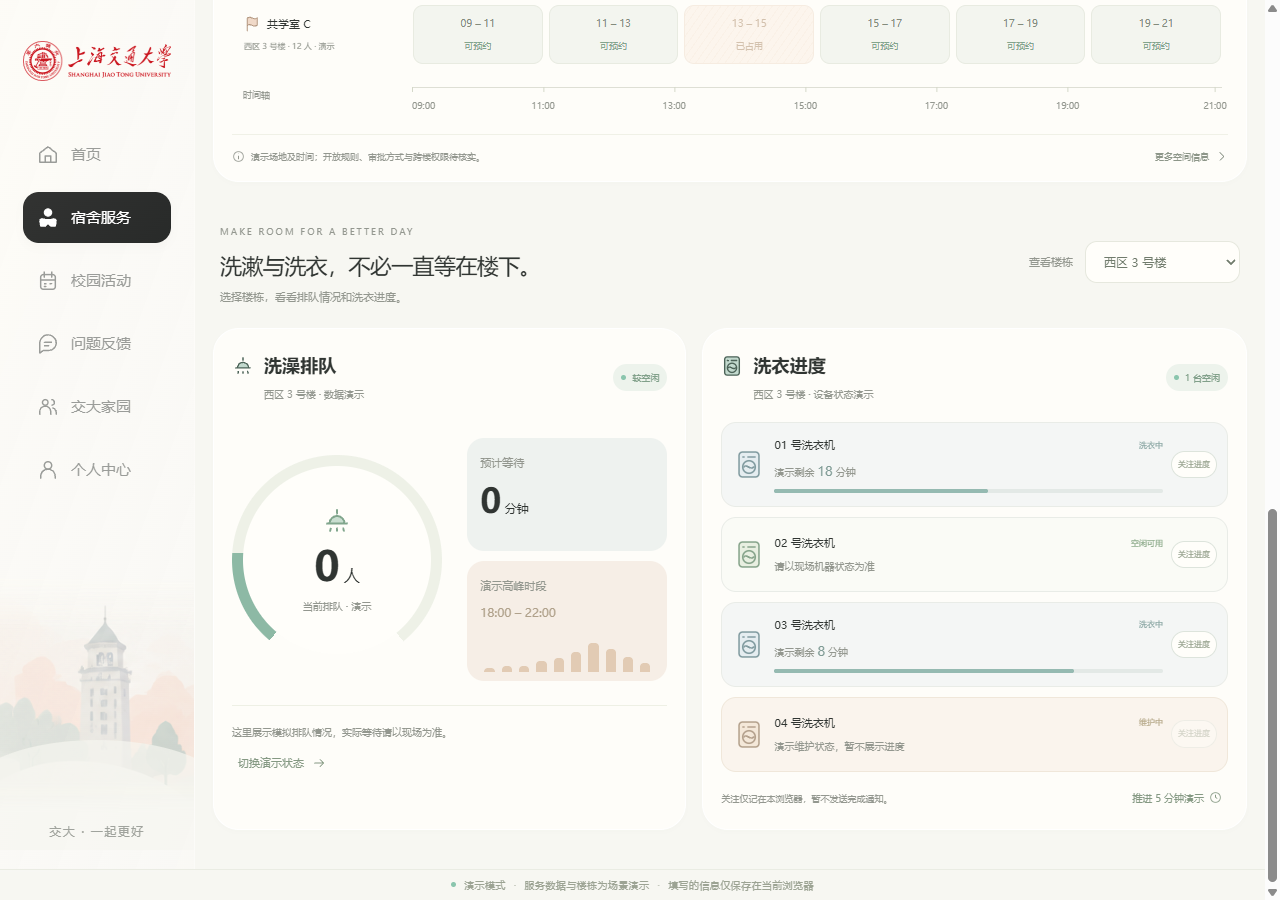 上海交通大学
SHANGHAI JIAO TONG UNIVERSITY
首页
宿舍服务
校园活动
问题反馈
交大家园
个人中心
交大 · 一起更好
共学室 C
西区 3 号楼 · 12 人 · 演示
09 – 11
可预约
11 – 13
可预约
13 – 15
已占用
15 – 17
可预约
17 – 19
可预约
19 – 21
可预约
时间轴
09:00 11:00 13:00 15:00 17:00 19:00 21:00
演示场地及时间；开放规则、审批方式与跨楼权限待核实。
更多空间信息
MAKE ROOM FOR A BETTER DAY
洗漱与洗衣，不必一直等在楼下。
选择楼栋，看看排队情况和洗衣进度。
查看楼栋
西区 3 号楼
洗澡排队
西区 3 号楼 · 数据演示
较空闲
0 人
当前排队 · 演示
预计等待
0 分钟
演示高峰时段
18:00 – 22:00
这里展示模拟排队情况，实际等待请以现场为准。
切换演示状态
洗衣进度
西区 3 号楼 · 设备状态演示
1 台空闲
01 号洗衣机
洗衣中
演示剩余 18 分钟
关注进度
02 号洗衣机
空闲可用
请以现场机器状态为准
关注进度
03 号洗衣机
洗衣中
演示剩余 8 分钟
关注进度
04 号洗衣机
维护中
演示维护状态，暂不展示进度
关注进度
关注仅记在本浏览器，暂不发送完成通知。
推进 5 分钟演示
演示模式 · 服务数据与楼栋为场景演示 · 填写的信息仅保存在当前浏览器